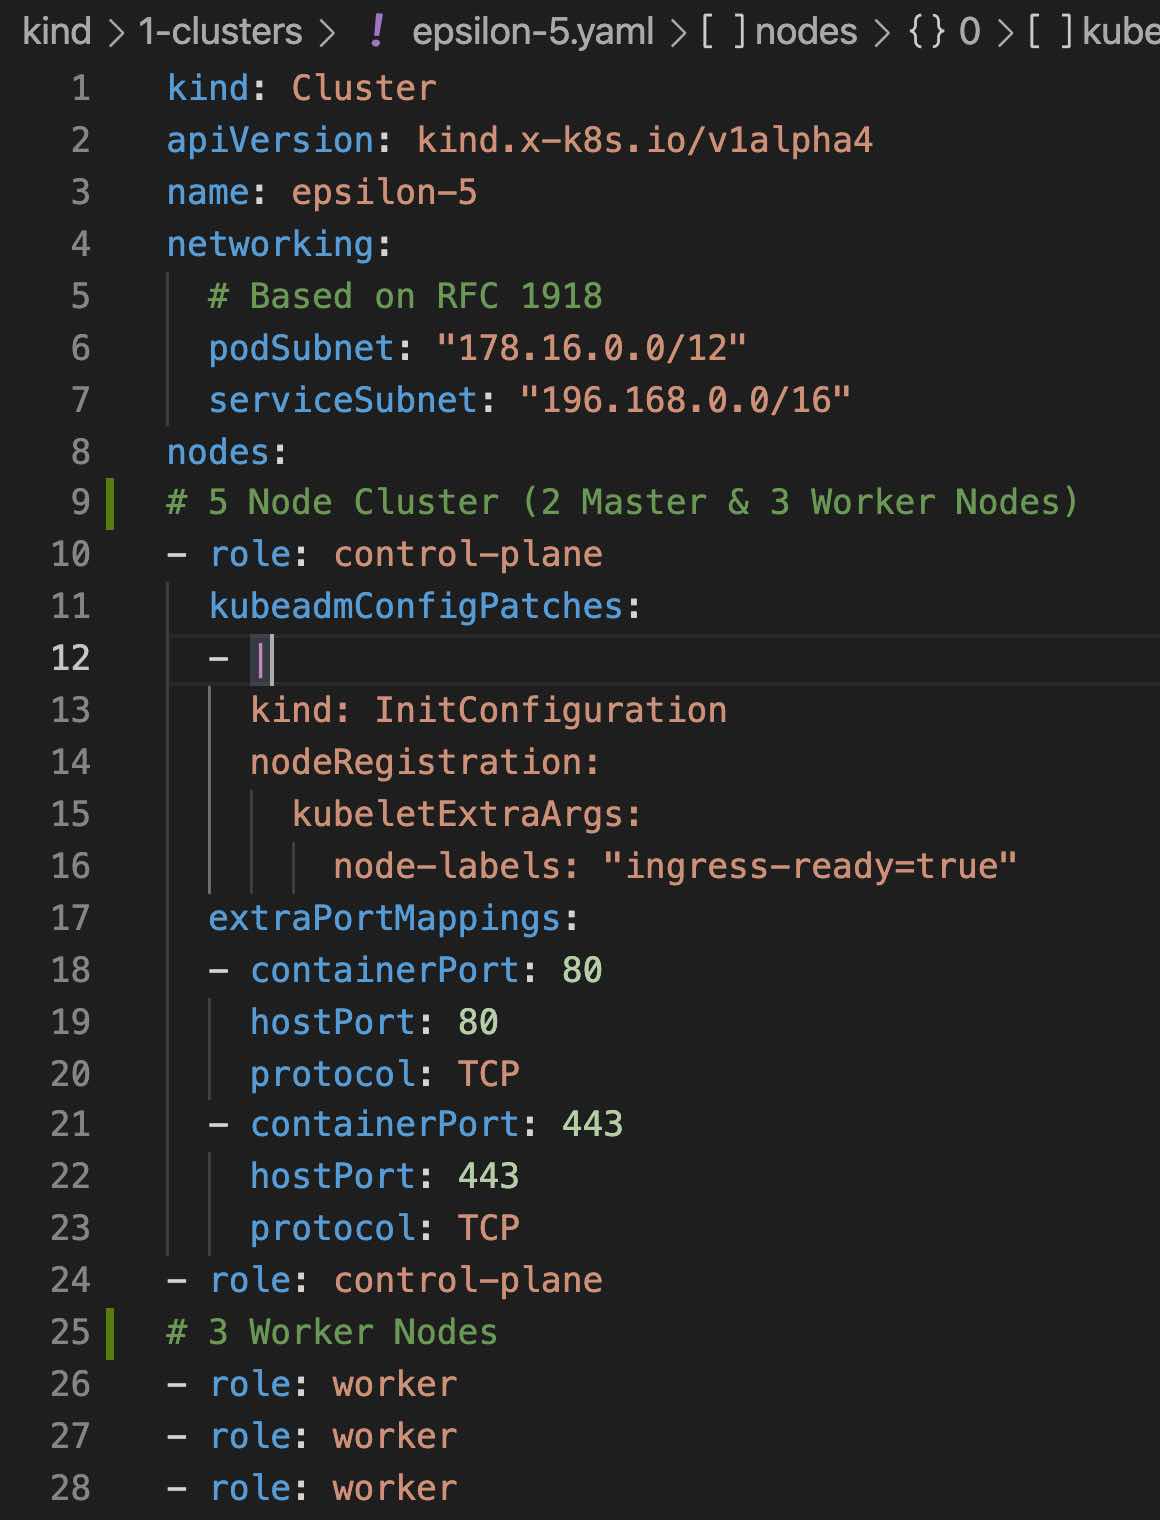 kind > 1-clusters > ! epsilon-5.yaml > [ ] nodes > {} 0 > [ ] kube
1 kind: Cluster
2 apiVersion: kind.x-k8s.io/v1alpha4
3 name: epsilon-5
4 networking:
5   # Based on RFC 1918
6   podSubnet: "178.16.0.0/12"
7   serviceSubnet: "196.168.0.0/16"
8 nodes:
9 # 5 Node Cluster (2 Master & 3 Worker Nodes)
10 - role: control-plane
11   kubeadmConfigPatches:
12   - |
13     kind: InitConfiguration
14     nodeRegistration:
15       kubeletExtraArgs:
16         node-labels: "ingress-ready=true"
17   extraPortMappings:
18   - containerPort: 80
19     hostPort: 80
20     protocol: TCP
21   - containerPort: 443
22     hostPort: 443
23     protocol: TCP
24 - role: control-plane
25 # 3 Worker Nodes
26 - role: worker
27 - role: worker
28 - role: worker